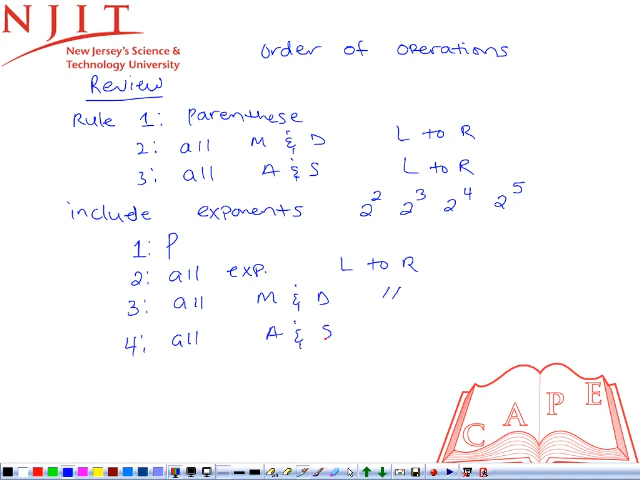 NJIT
New Jersey's Science &
Technology University
Order of operations
Review
Rule 1: parenthese
2: all M & D L to R
3: all A & S L to R
include exponents 2^2 2^3 2^4 2^5
1: P
2: all exp. L to R
3: all M & D //
4: all A & S
CAPE